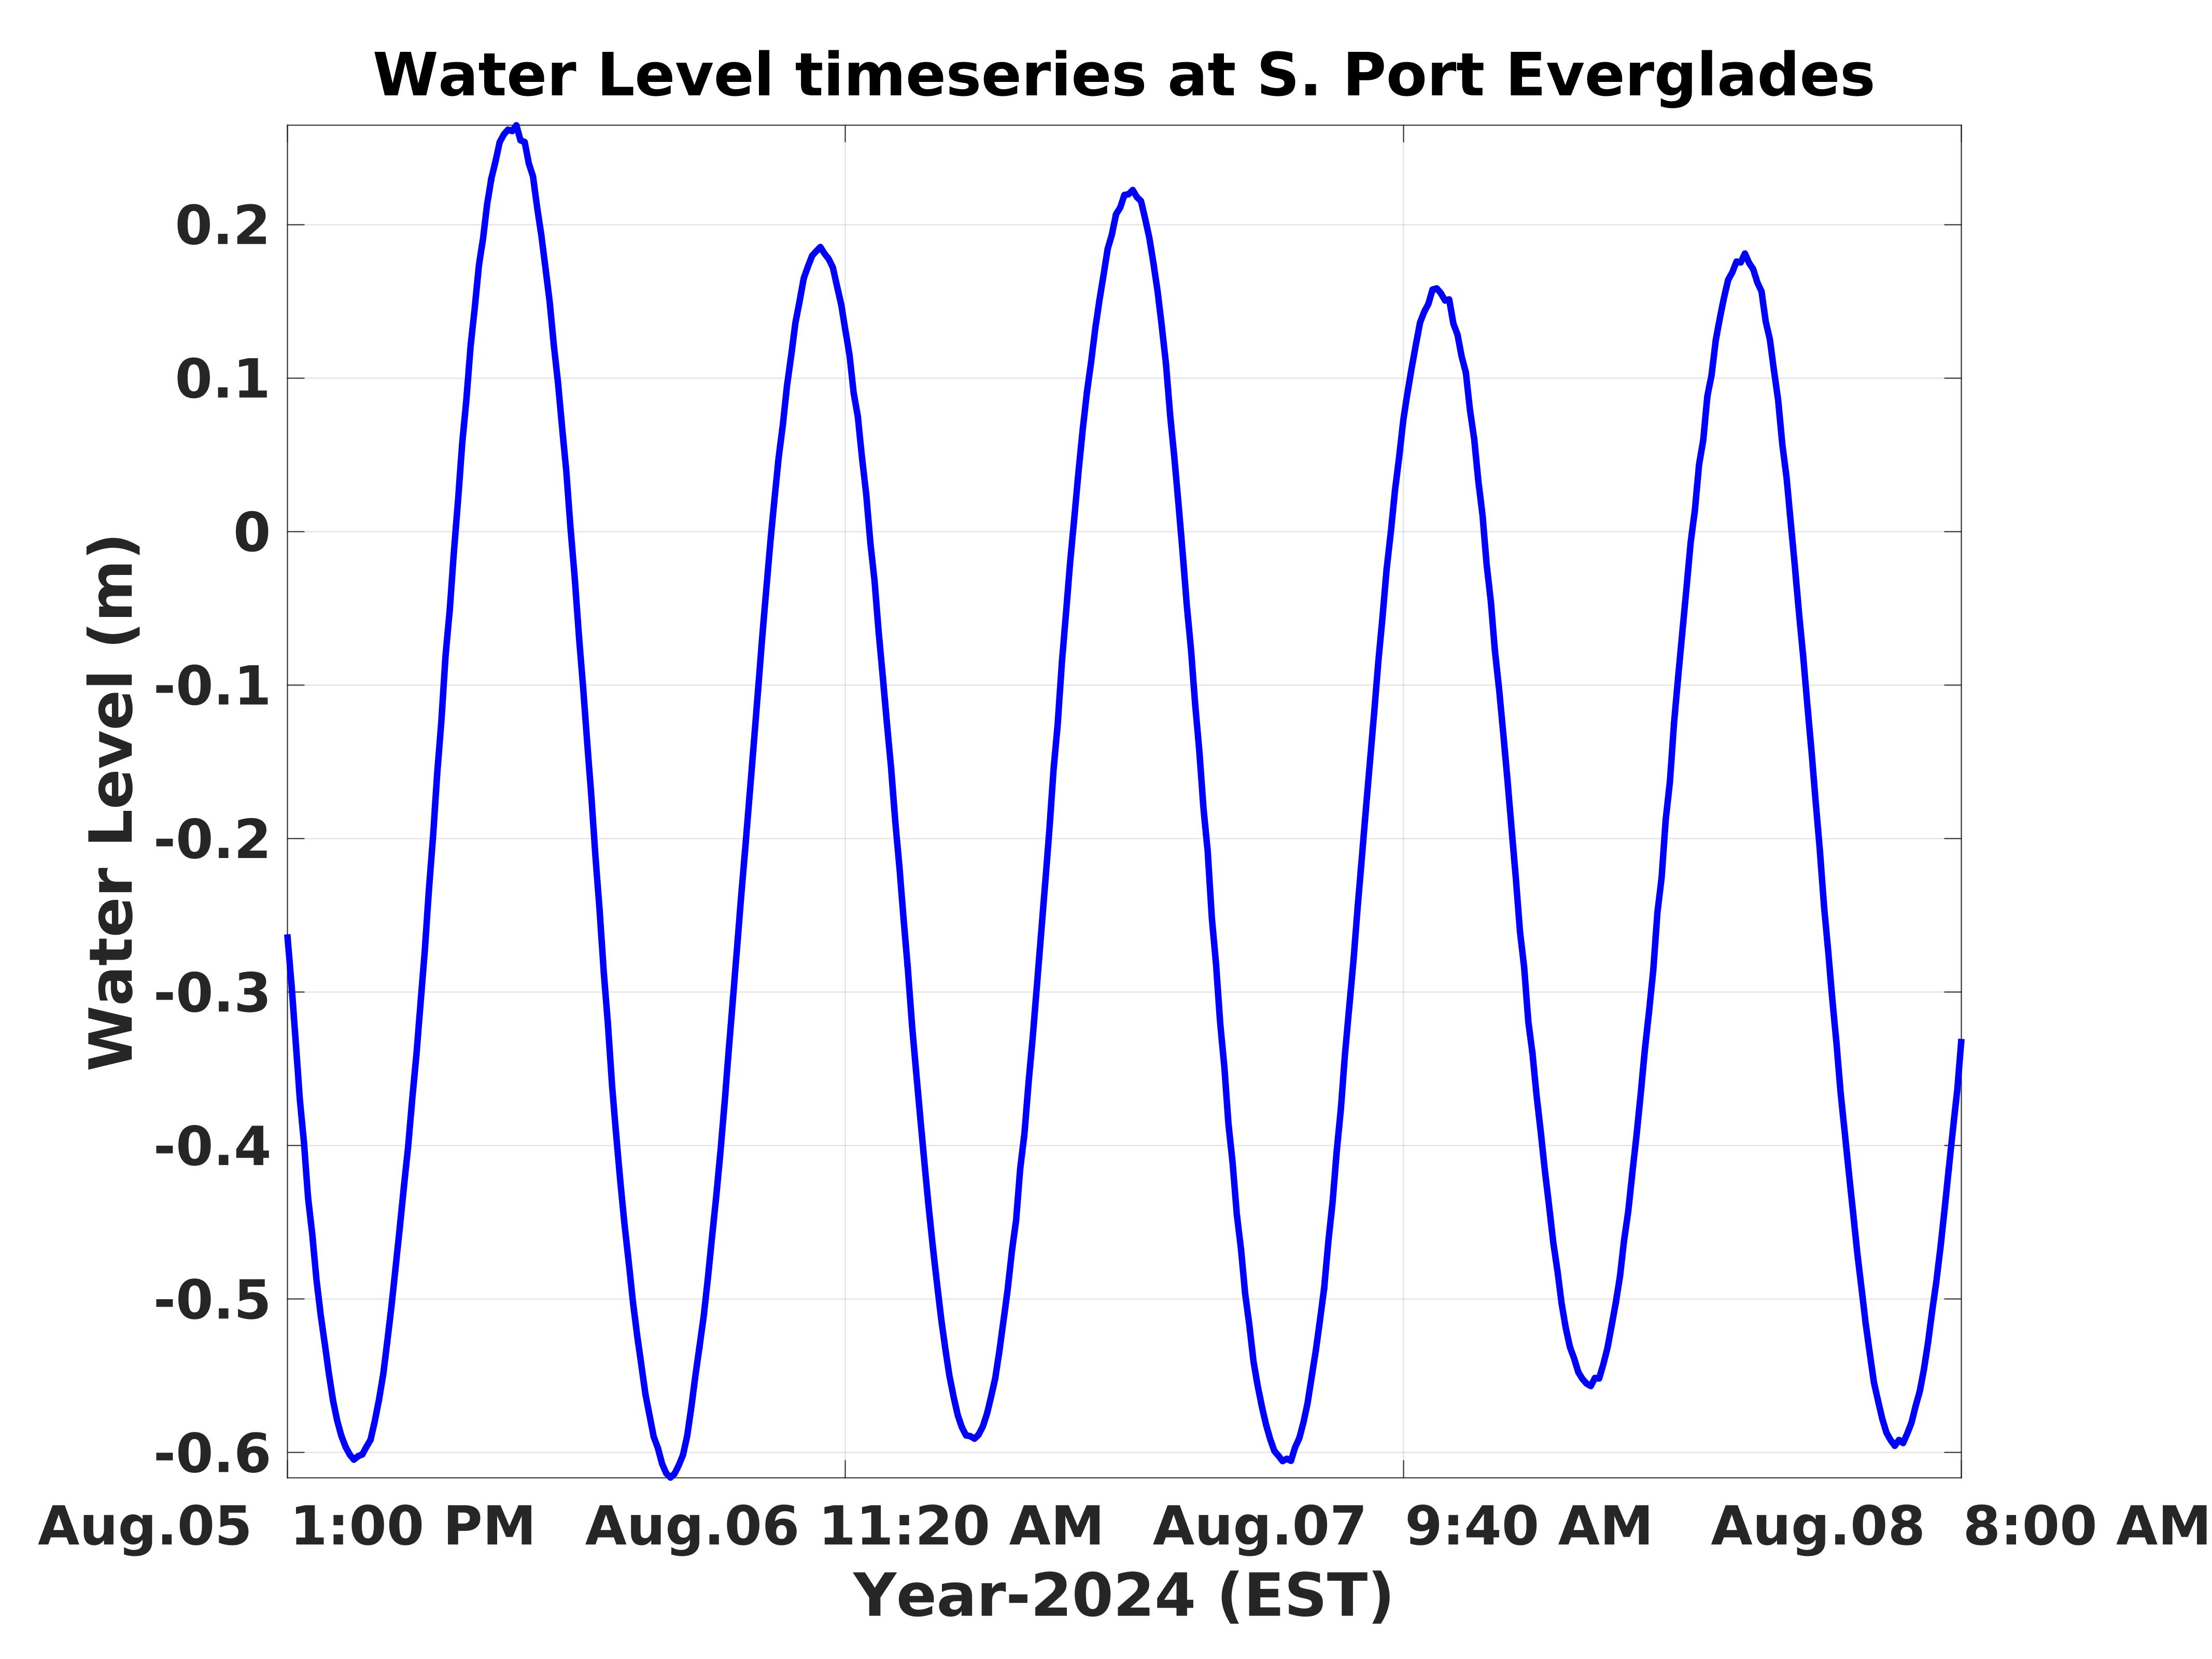 Water Level timeseries at S. Port Everglades
Water Level (m)
0.2
0.1
0
-0.1
-0.2
-0.3
-0.4
-0.5
-0.6
Aug.05 1:00 PM Aug.06 11:20 AM Aug.07 9:40 AM Aug.08 8:00 AM
Year-2024 (EST)